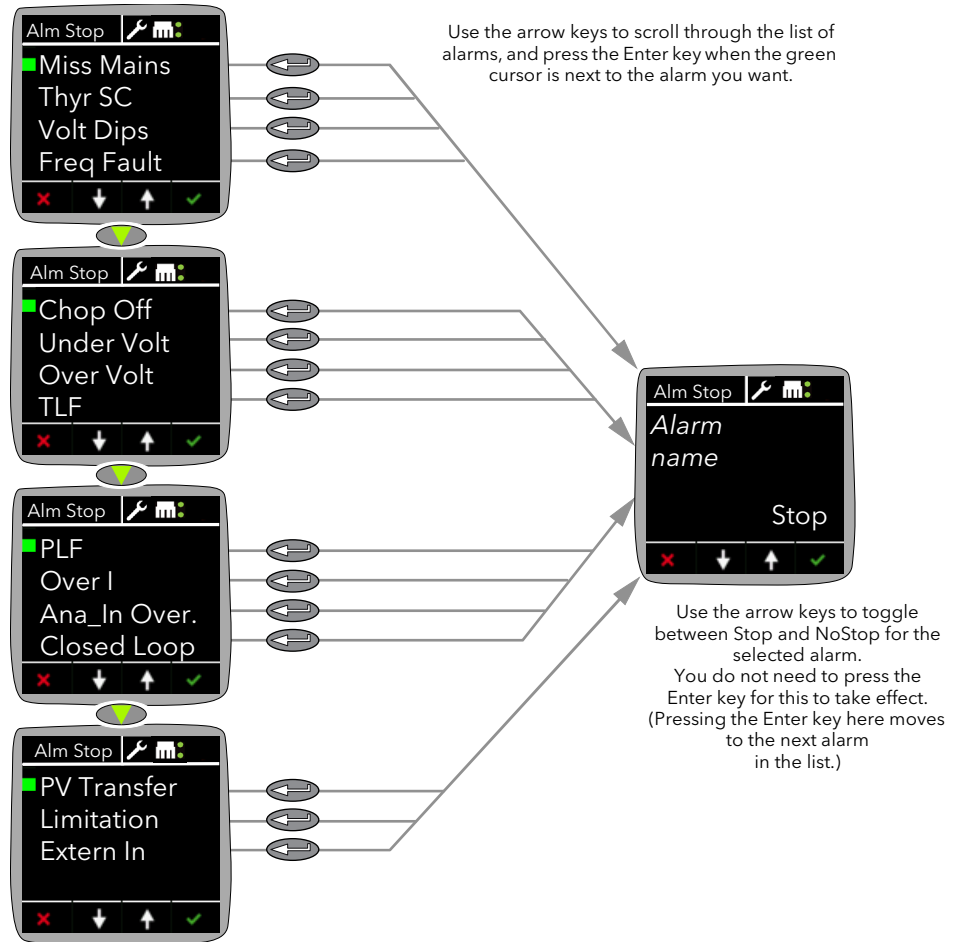 Use the arrow keys to scroll through the list of
alarms, and press the Enter key when the green
cursor is next to the alarm you want.
Alm Stop
Miss Mains
Thyr SC
Volt Dips
Freq Fault
Alm Stop
Chop Off
Under Volt
Over Volt
TLF
Alm Stop
PLF
Over I
Ana_In Over.
Closed Loop
Alm Stop
PV Transfer
Limitation
Extern In
Alm Stop
Alarm
name
Stop
Use the arrow keys to toggle
between Stop and NoStop for the
selected alarm.
You do not need to press the
Enter key for this to take effect.
(Pressing the Enter key here moves
to the next alarm
in the list.)